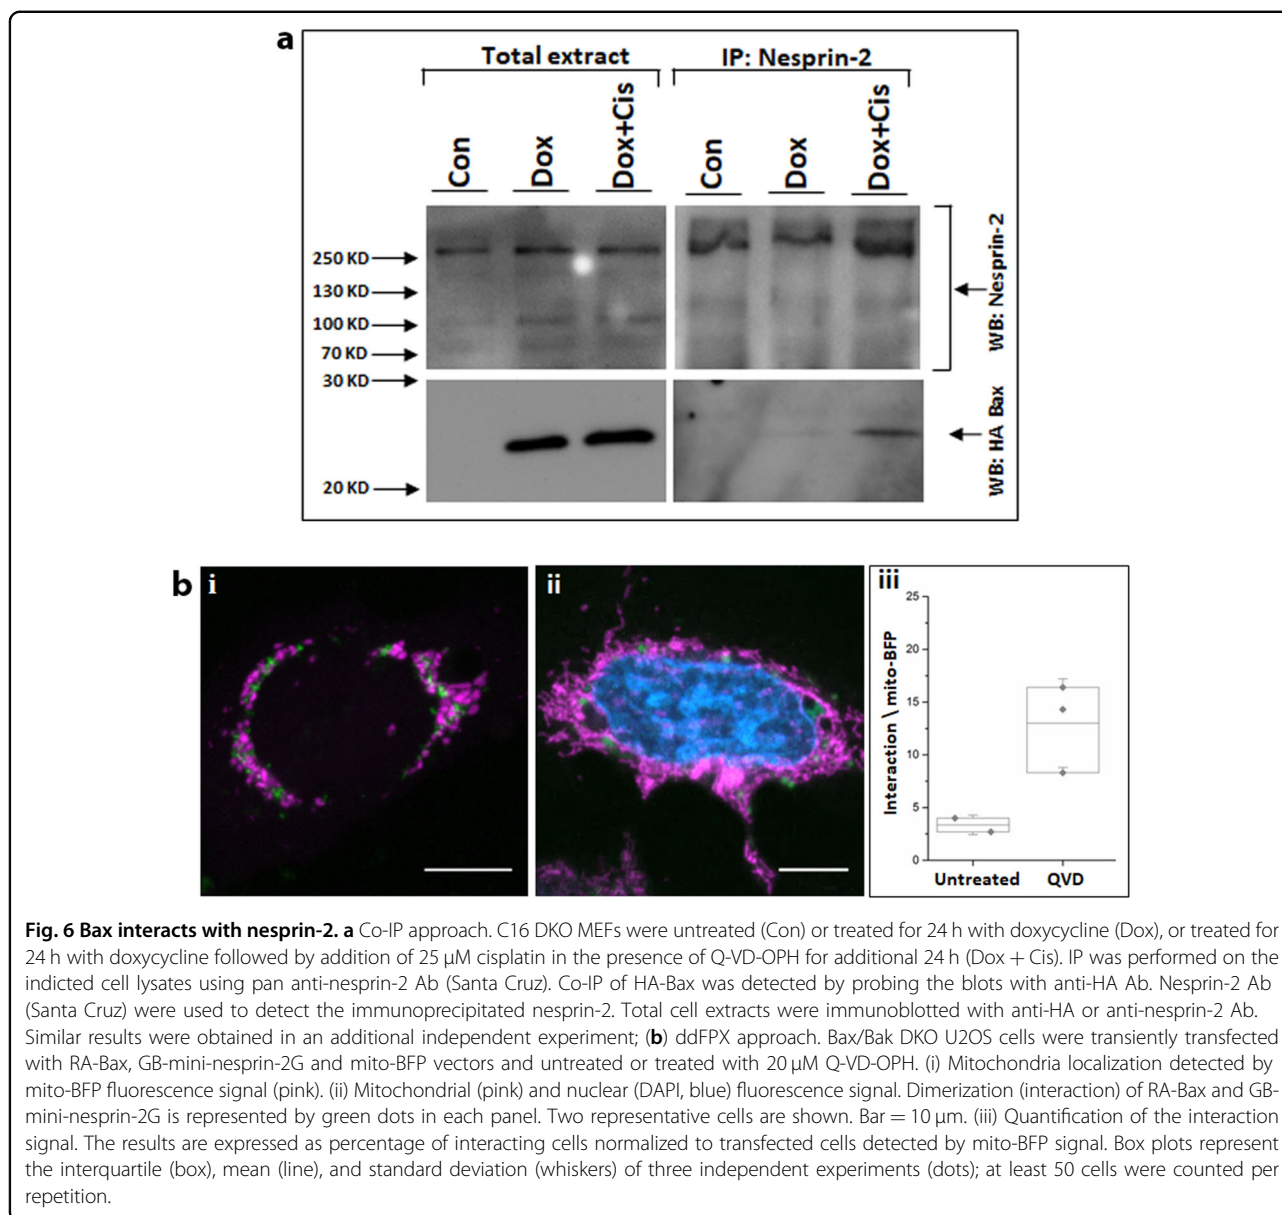 a
Total extract
IP: Nesprin-2
Con
Dox
Dox+Cis
Con
Dox
Dox+Cis
250 KD
130 KD
100 KD
70 KD
30 KD
20 KD
WB: Nesprin-2
WB: HA Bax
b
i
ii
iii
Interaction \ mito-BFP
25
20
15
10
5
0
Untreated
QVD
Fig. 6 Bax interacts with nesprin-2. a Co-IP approach. C16 DKO MEFs were untreated (Con) or treated for 24 h with doxycycline (Dox), or treated for
24 h with doxycycline followed by addition of 25 μM cisplatin in the presence of Q-VD-OPH for additional 24 h (Dox + Cis). IP was performed on the
indicted cell lysates using pan anti-nesprin-2 Ab (Santa Cruz). Co-IP of HA-Bax was detected by probing the blots with anti-HA Ab. Nesprin-2 Ab
(Santa Cruz) were used to detect the immunoprecipitated nesprin-2. Total cell extracts were immunoblotted with anti-HA or anti-nesprin-2 Ab.
Similar results were obtained in an additional independent experiment; (b) ddFPX approach. Bax/Bak DKO U2OS cells were transiently transfected
with RA-Bax, GB-mini-nesprin-2G and mito-BFP vectors and untreated or treated with 20 μM Q-VD-OPH. (i) Mitochondria localization detected by
mito-BFP fluorescence signal (pink). (ii) Mitochondrial (pink) and nuclear (DAPI, blue) fluorescence signal. Dimerization (interaction) of RA-Bax and GB-
mini-nesprin-2G is represented by green dots in each panel. Two representative cells are shown. Bar = 10 μm. (iii) Quantification of the interaction
signal. The results are expressed as percentage of interacting cells normalized to transfected cells detected by mito-BFP signal. Box plots represent
the interquartile (box), mean (line), and standard deviation (whiskers) of three independent experiments (dots); at least 50 cells were counted per
repetition.